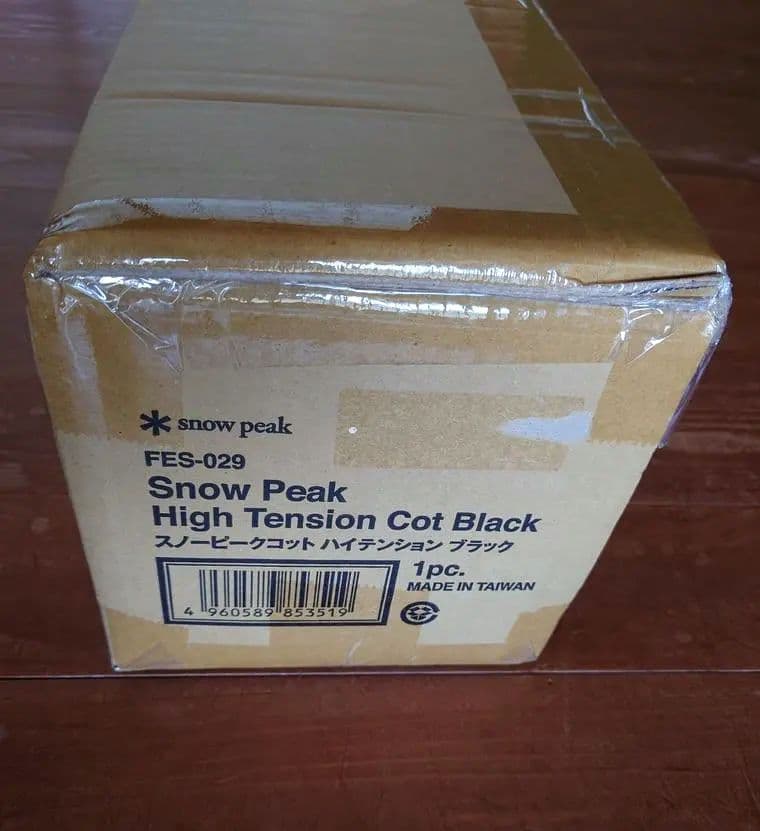 snow peak
FES-029
Snow Peak
High Tension Cot Black
スノーピークコット ハイテンション ブラック
1pc.
MADE IN TAIWAN
4 960589 853519